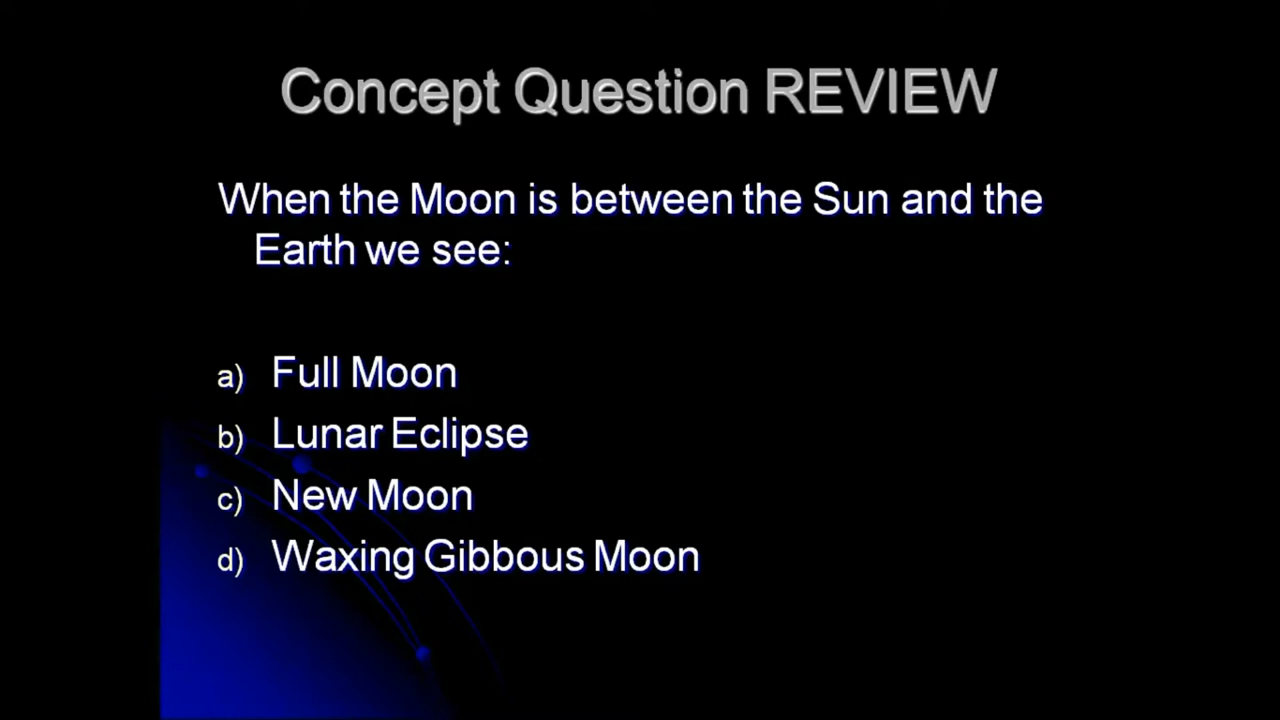 Concept Question REVIEW
When the Moon is between the Sun and the
Earth we see:
a) Full Moon
b) Lunar Eclipse
c) New Moon
d) Waxing Gibbous Moon